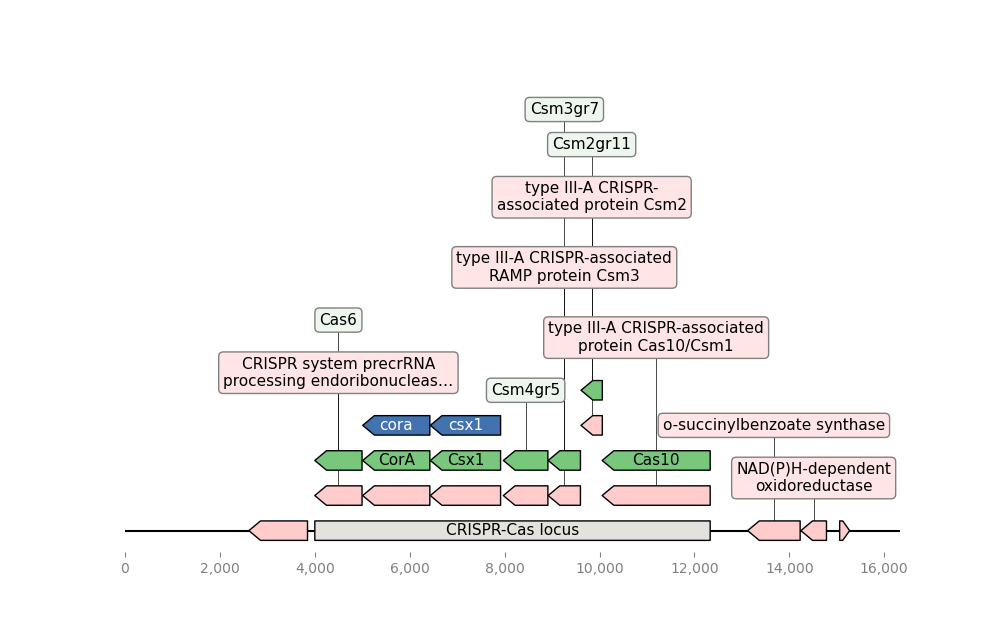 Csm3gr7
Csm2gr11
type III-A CRISPR-
associated protein Csm2
type III-A CRISPR-associated
RAMP protein Csm3
Cas6
type III-A CRISPR-associated
protein Cas10/Csm1
CRISPR system precrRNA
processing endoribonucleas...
Csm4gr5
cora csx1
o-succinylbenzoate synthase
CorA Csx1 Cas10
NAD(P)H-dependent
oxidoreductase
CRISPR-Cas locus
0 2,000 4,000 6,000 8,000 10,000 12,000 14,000 16,000